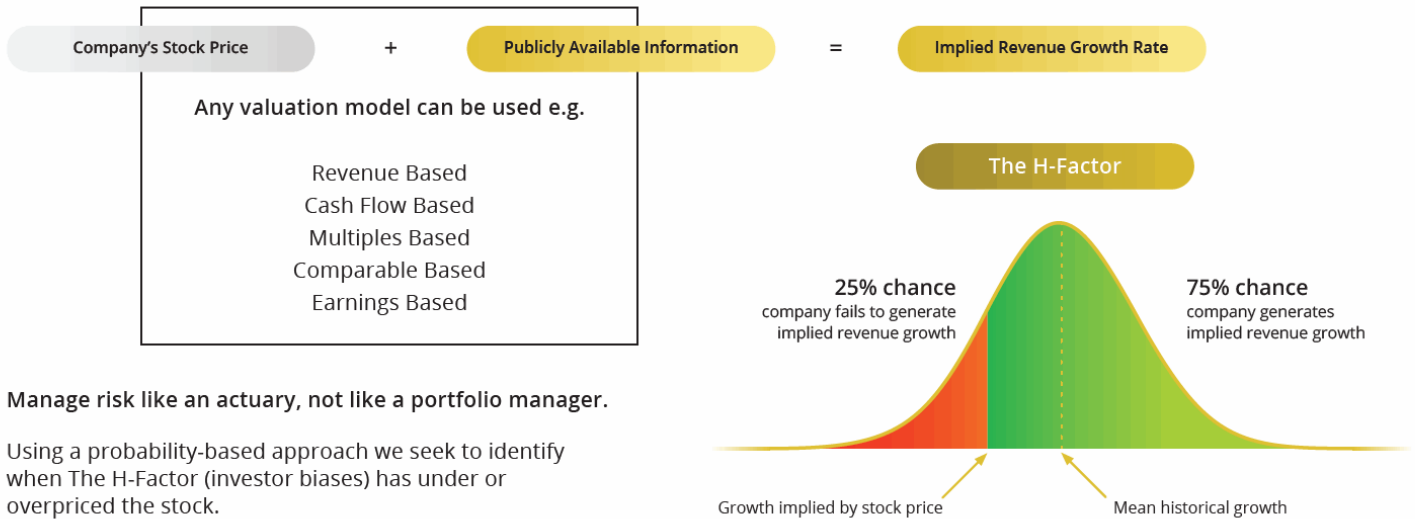 Company's Stock Price + Publicly Available Information = Implied Revenue Growth Rate
Any valuation model can be used e.g.
Revenue Based
Cash Flow Based
Multiples Based
Comparable Based
Earnings Based
The H-Factor
25% chance
company fails to generate
implied revenue growth
75% chance
company generates
implied revenue growth
Growth implied by stock price
Mean historical growth
Manage risk like an actuary, not like a portfolio manager.
Using a probability-based approach we seek to identify
when The H-Factor (investor biases) has under or
overpriced the stock.